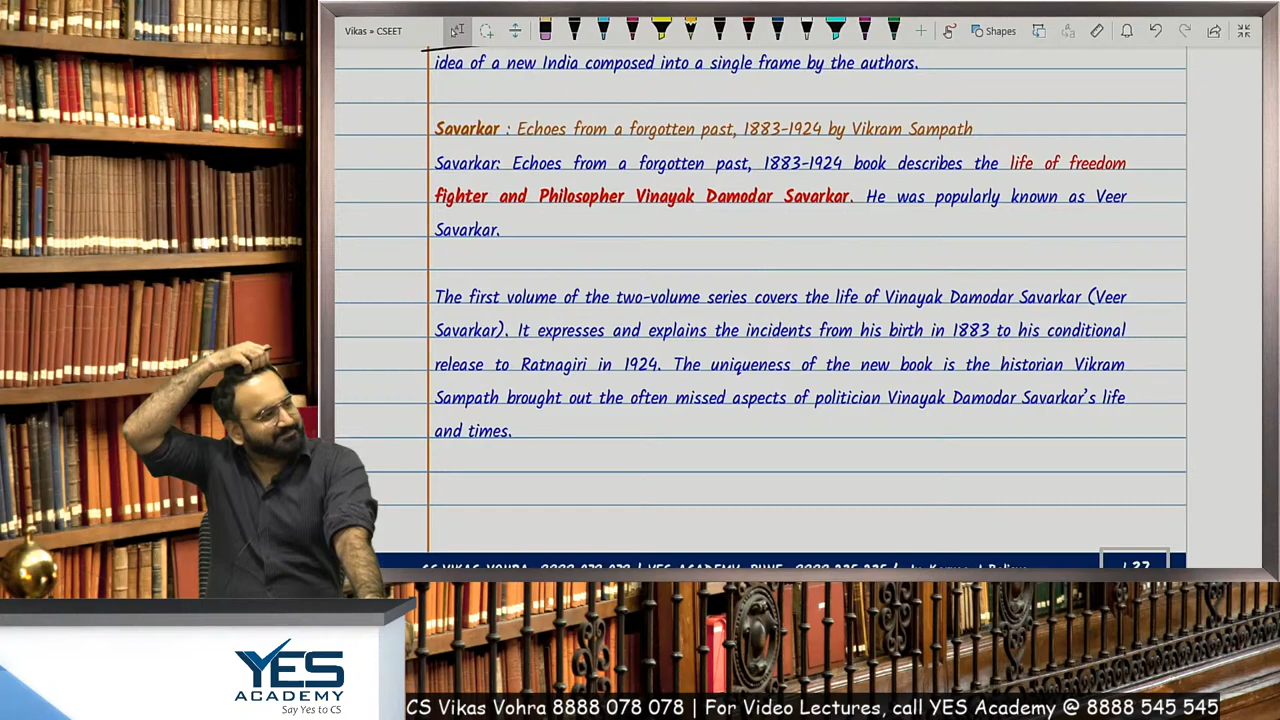 Vikas » CSEET
Shapes
idea of a new India composed into a single frame by the authors.
Savarkar : Echoes from a forgotten past, 1883-1924 by Vikram Sampath
Savarkar: Echoes from a forgotten past, 1883-1924 book describes the life of freedom
fighter and Philosopher Vinayak Damodar Savarkar. He was popularly known as Veer
Savarkar.
The first volume of the two-volume series covers the life of Vinayak Damodar Savarkar (Veer
Savarkar). It expresses and explains the incidents from his birth in 1883 to his conditional
release to Ratnagiri in 1924. The uniqueness of the new book is the historian Vikram
Sampath brought out the often missed aspects of politician Vinayak Damodar Savarkar's life
and times.
YES
ACADEMY
Say Yes to CS
CS Vikas Vohra 8888 078 078 | For Video Lectures, call YES Academy @ 8888 545 545